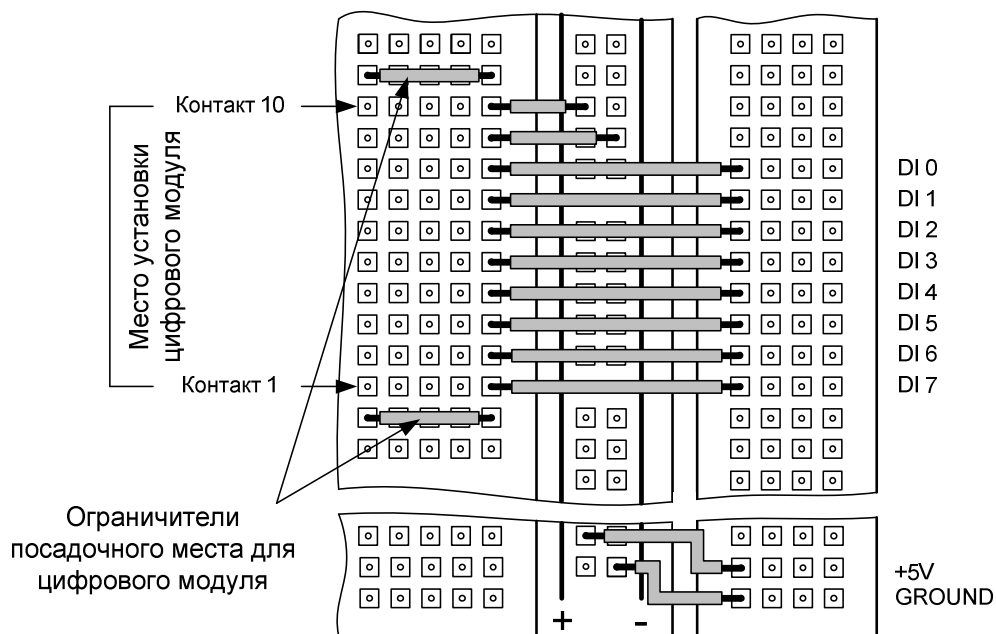 Контакт 10
Место установки
цифрового модуля
Контакт 1
DI 0
DI 1
DI 2
DI 3
DI 4
DI 5
DI 6
DI 7
Ограничители
посадочного места для
цифрового модуля
+5V
GROUND
+ -